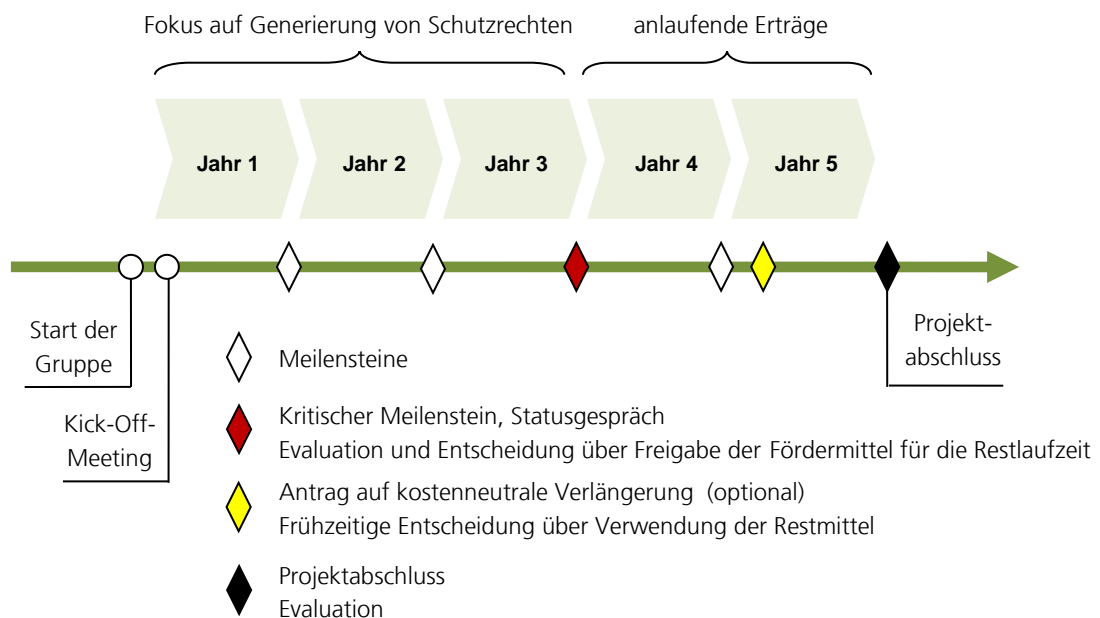 Fokus auf Generierung von Schutzrechten
anlaufende Erträge
Jahr 1
Jahr 2
Jahr 3
Jahr 4
Jahr 5
Start der
Gruppe
Kick-Off-
Meeting
Projekt-
abschluss
Meilensteine
Kritischer Meilenstein, Statusgespräch
Evaluation und Entscheidung über Freigabe der Fördermittel für die Restlaufzeit
Antrag auf kostenneutrale Verlängerung (optional)
Frühzeitige Entscheidung über Verwendung der Restmittel
Projektabschluss
Evaluation